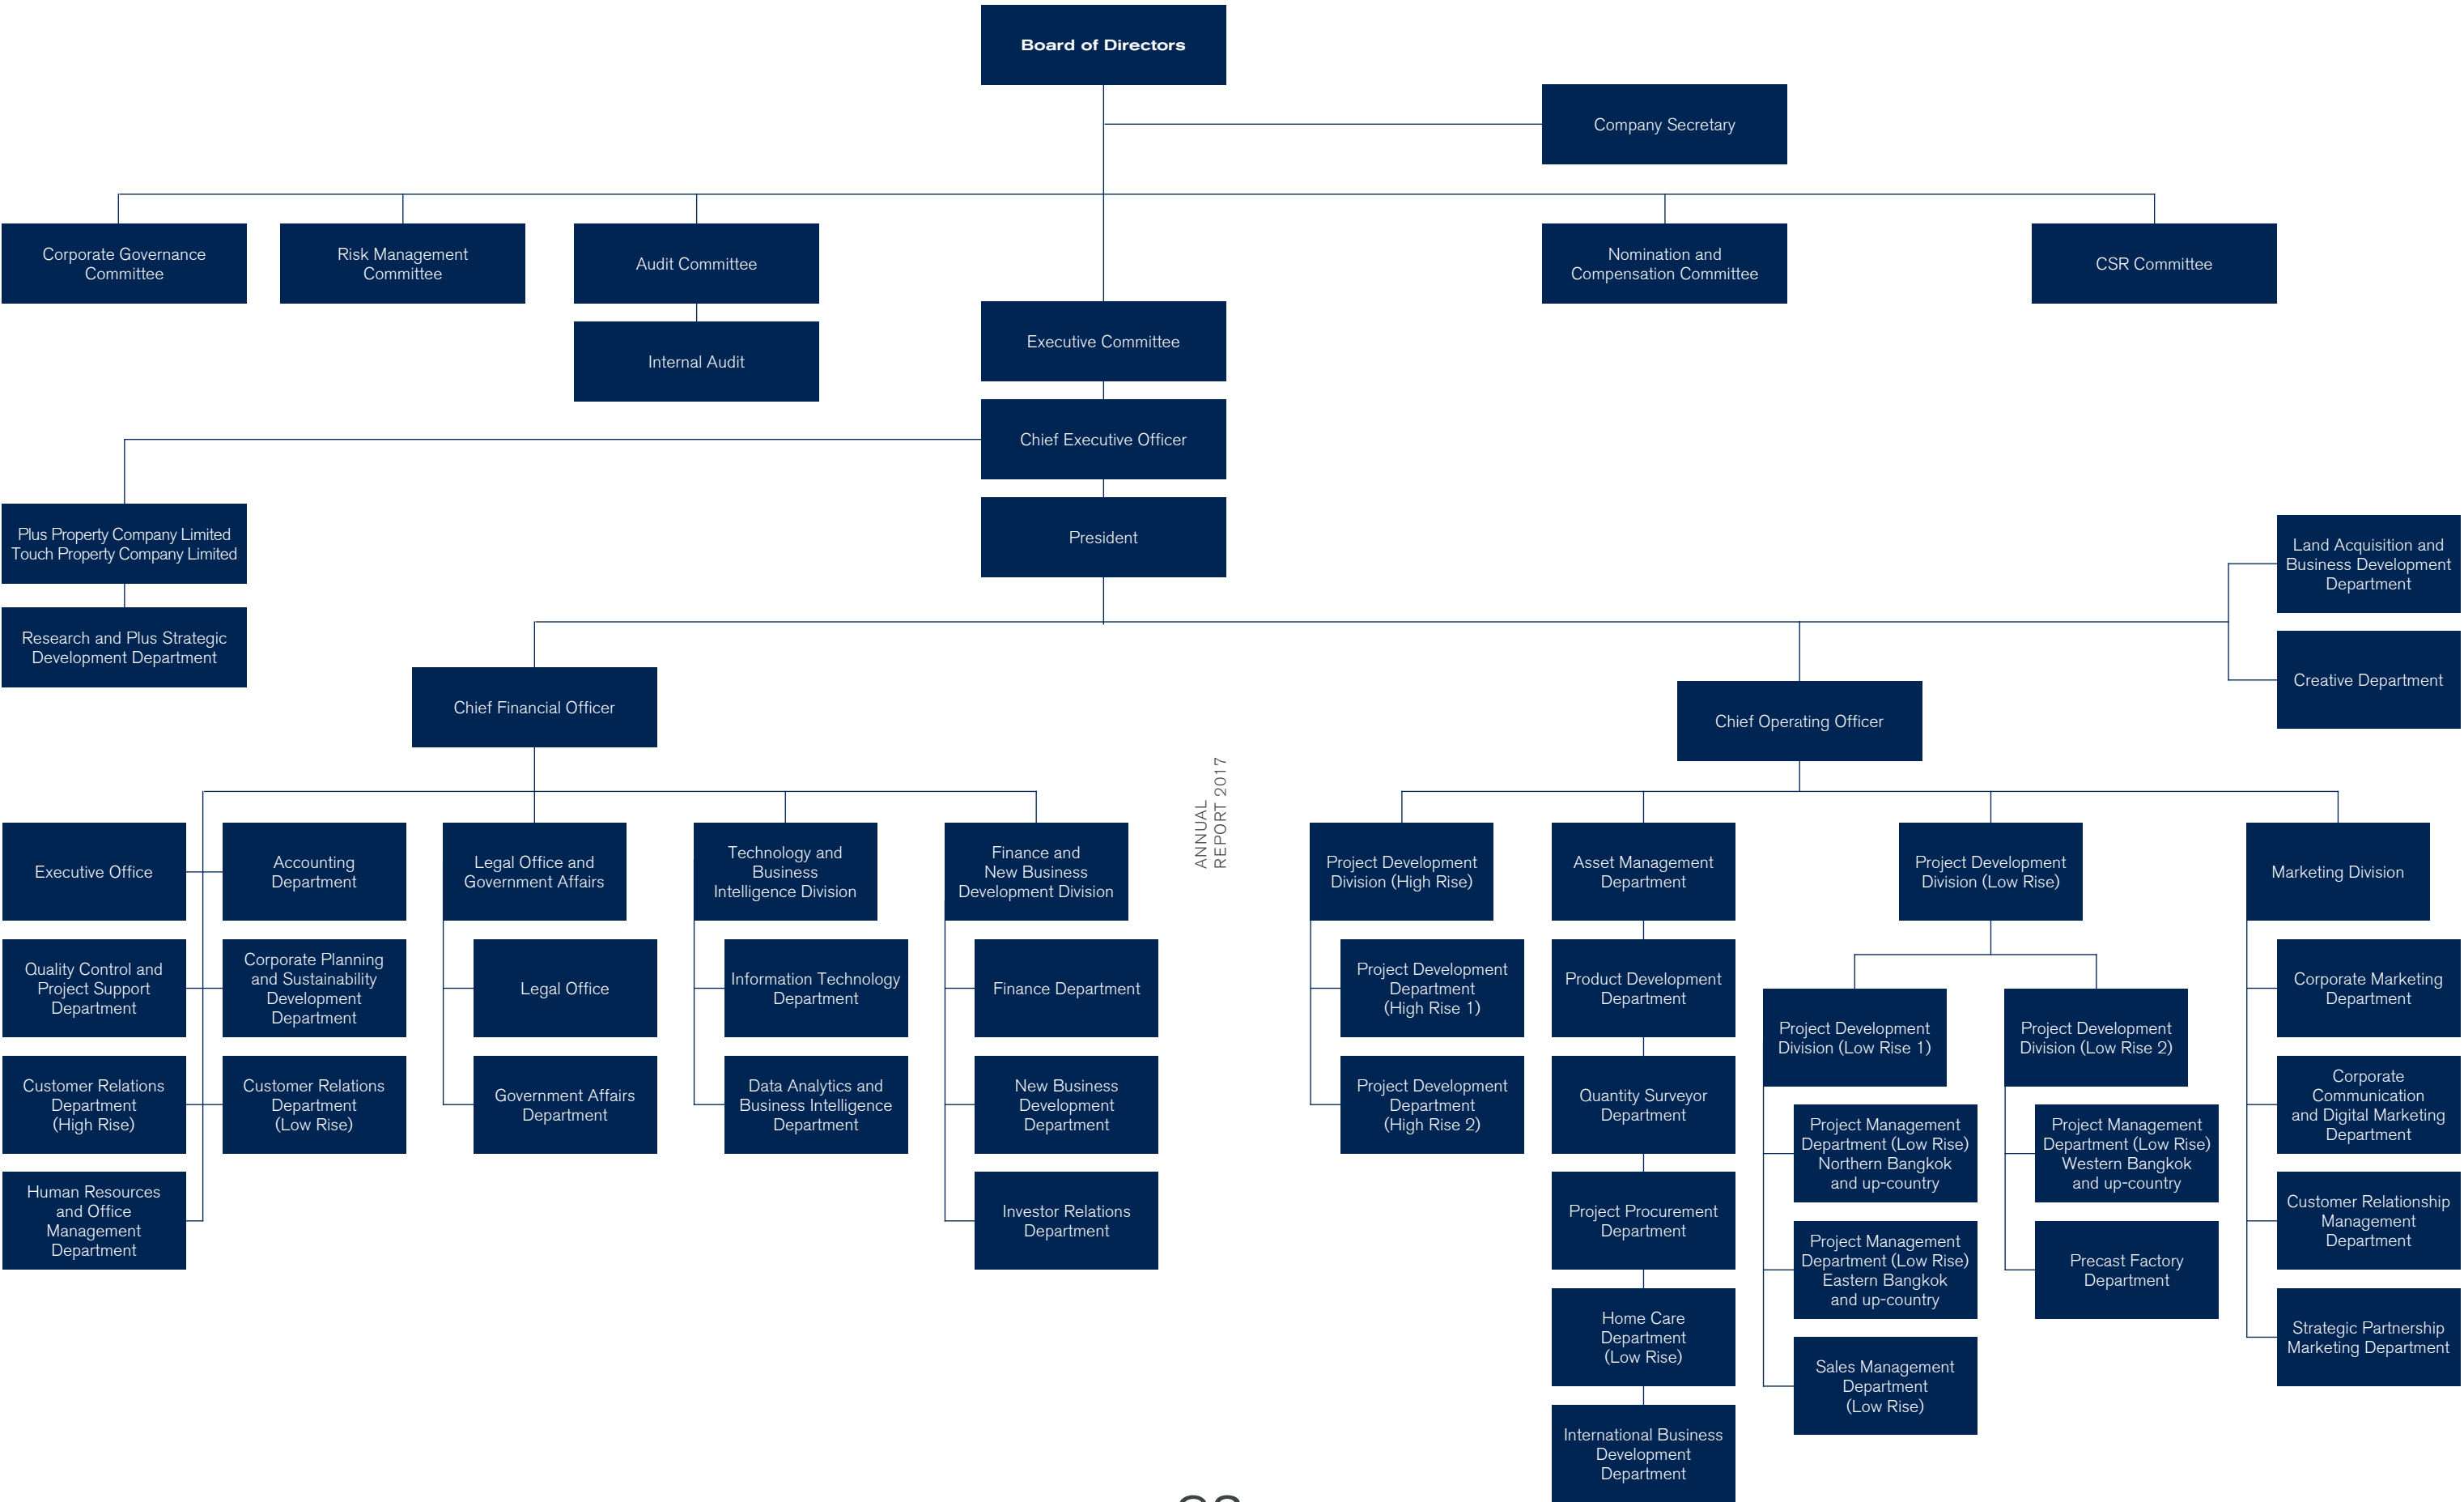 Board of Directors
Company Secretary
Corporate Governance
Committee
Risk Management
Committee
Audit Committee
Nomination and
Compensation Committee
CSR Committee
Internal Audit
Executive Committee
Chief Executive Officer
President
Plus Property Company Limited
Touch Property Company Limited
Research and Plus Strategic
Development Department
Land Acquisition and
Business Development
Department
Creative Department
Chief Financial Officer
Chief Operating Officer
ANNUAL
REPORT 2017
Executive Office
Accounting
Department
Quality Control and
Project Support
Department
Corporate Planning
and Sustainability
Development
Department
Customer Relations
Department
(High Rise)
Customer Relations
Department
(Low Rise)
Human Resources
and Office
Management
Department
Legal Office and
Government Affairs
Legal Office
Government Affairs
Department
Technology and
Business
Intelligence Division
Information Technology
Department
Data Analytics and
Business Intelligence
Department
Finance and
New Business
Development Division
Finance Department
New Business
Development
Department
Investor Relations
Department
Project Development
Division (High Rise)
Project Development
Department
(High Rise 1)
Project Development
Department
(High Rise 2)
Asset Management
Department
Product Development
Department
Quantity Surveyor
Department
Project Procurement
Department
Home Care
Department
(Low Rise)
International Business
Development
Department
Project Development
Division (Low Rise)
Project Development
Division (Low Rise 1)
Project Management
Department (Low Rise)
Northern Bangkok
and up-country
Project Management
Department (Low Rise)
Eastern Bangkok
and up-country
Sales Management
Department
(Low Rise)
Project Development
Division (Low Rise 2)
Project Management
Department (Low Rise)
Western Bangkok
and up-country
Precast Factory
Department
Marketing Division
Corporate Marketing
Department
Corporate
Communication
and Digital Marketing
Department
Customer Relationship
Management
Department
Strategic Partnership
Marketing Department